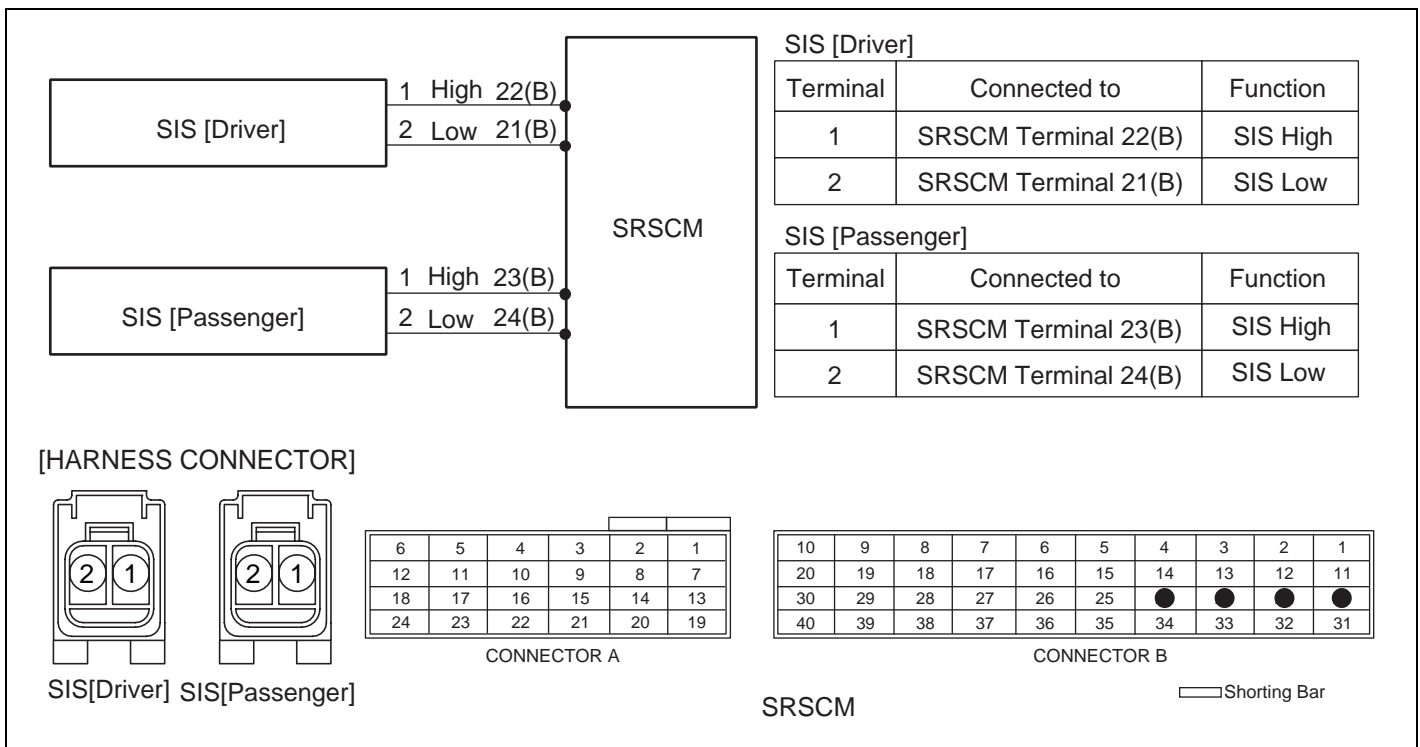 SIS [Driver]
1 High 22(B)
2 Low 21(B)
SIS [Passenger]
1 High 23(B)
2 Low 24(B)
SRSCM
SIS [Driver]
Terminal Connected to Function
1 SRSCM Terminal 22(B) SIS High
2 SRSCM Terminal 21(B) SIS Low
SIS [Passenger]
Terminal Connected to Function
1 SRSCM Terminal 23(B) SIS High
2 SRSCM Terminal 24(B) SIS Low
[HARNESS CONNECTOR]
2 1
SIS[Driver]
2 1
SIS[Passenger]
6 5 4 3 2 1
12 11 10 9 8 7
18 17 16 15 14 13
24 23 22 21 20 19
CONNECTOR A
10 9 8 7 6 5 4 3 2 1
20 19 18 17 16 15 14 13 12 11
30 29 28 27 26 25
40 39 38 37 36 35 34 33 32 31
CONNECTOR B
Shorting Bar
SRSCM